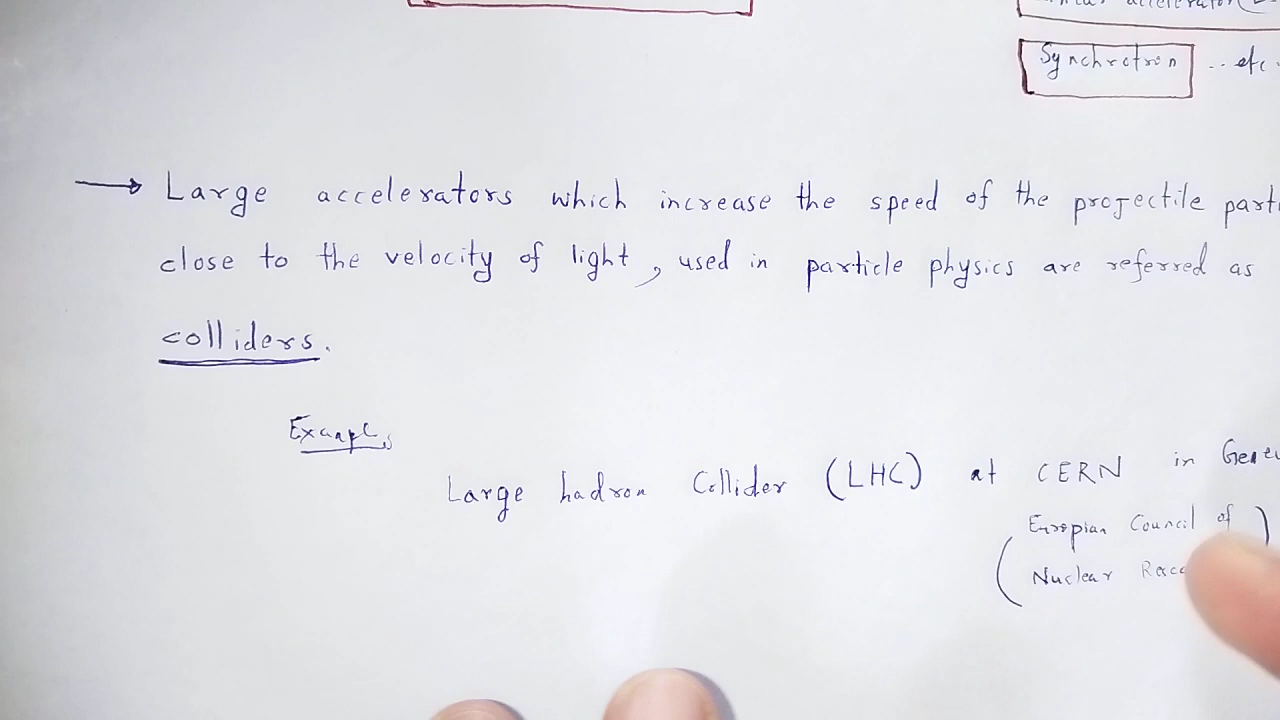 accelerator(
Synchrotron ..etc.
→ Large accelerators which increase the speed of the projectile parti
close to the velocity of light, used in particle physics are referred as
colliders.
Example,
Large hadron Collider (LHC) at CERN in Genev
(Europian Council of)
Nuclear